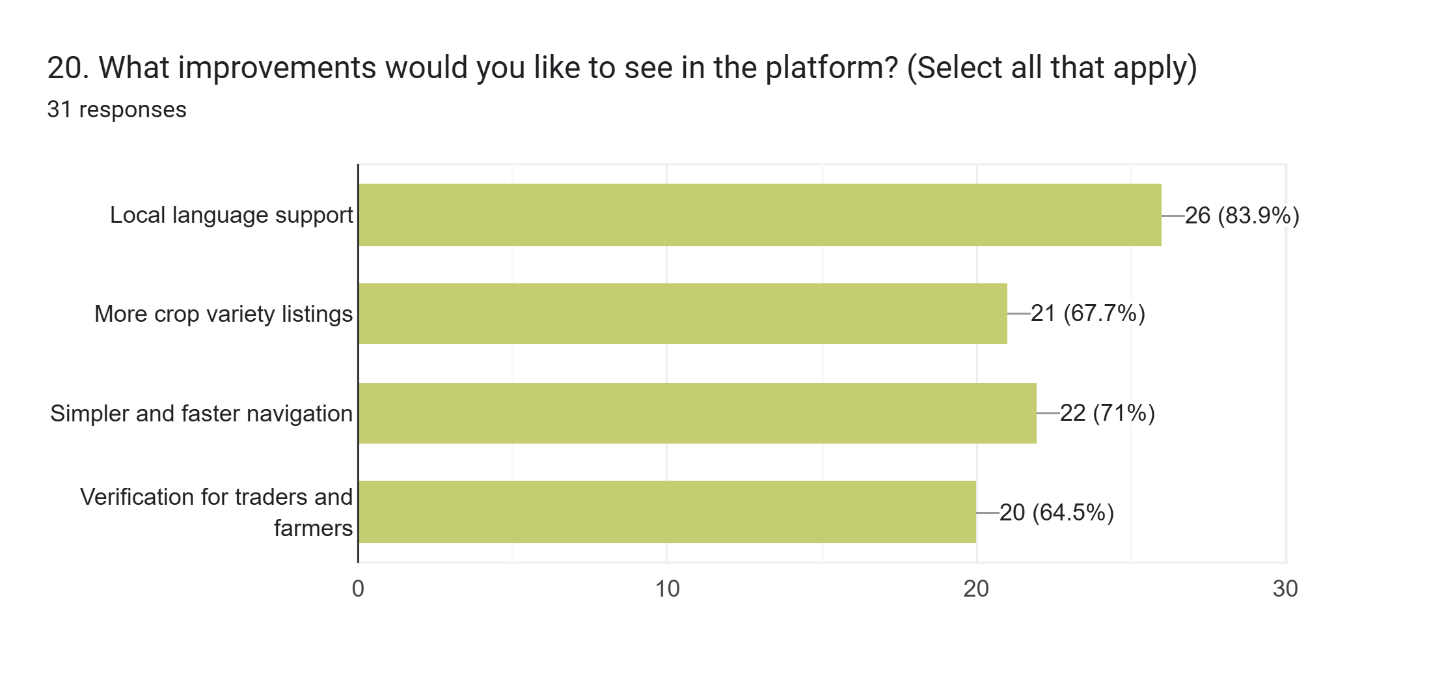 20. What improvements would you like to see in the platform? (Select all that apply)
31 responses
Local language support
26 (83.9%)
More crop variety listings
21 (67.7%)
Simpler and faster navigation
22 (71%)
Verification for traders and
farmers
20 (64.5%)
0 10 20 30